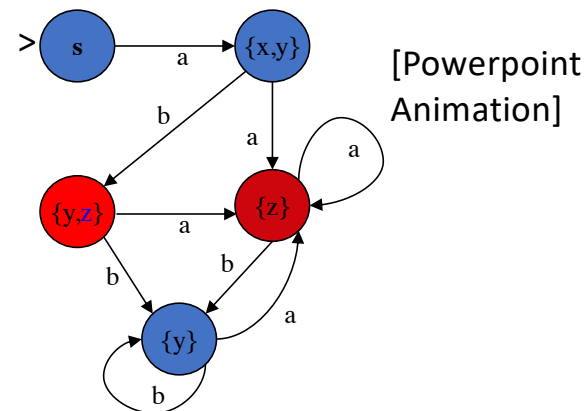 > s a {x,y}
[Powerpoint
Animation]
b
a
a
{y,z} a {z}
b
b
a
{y}
b